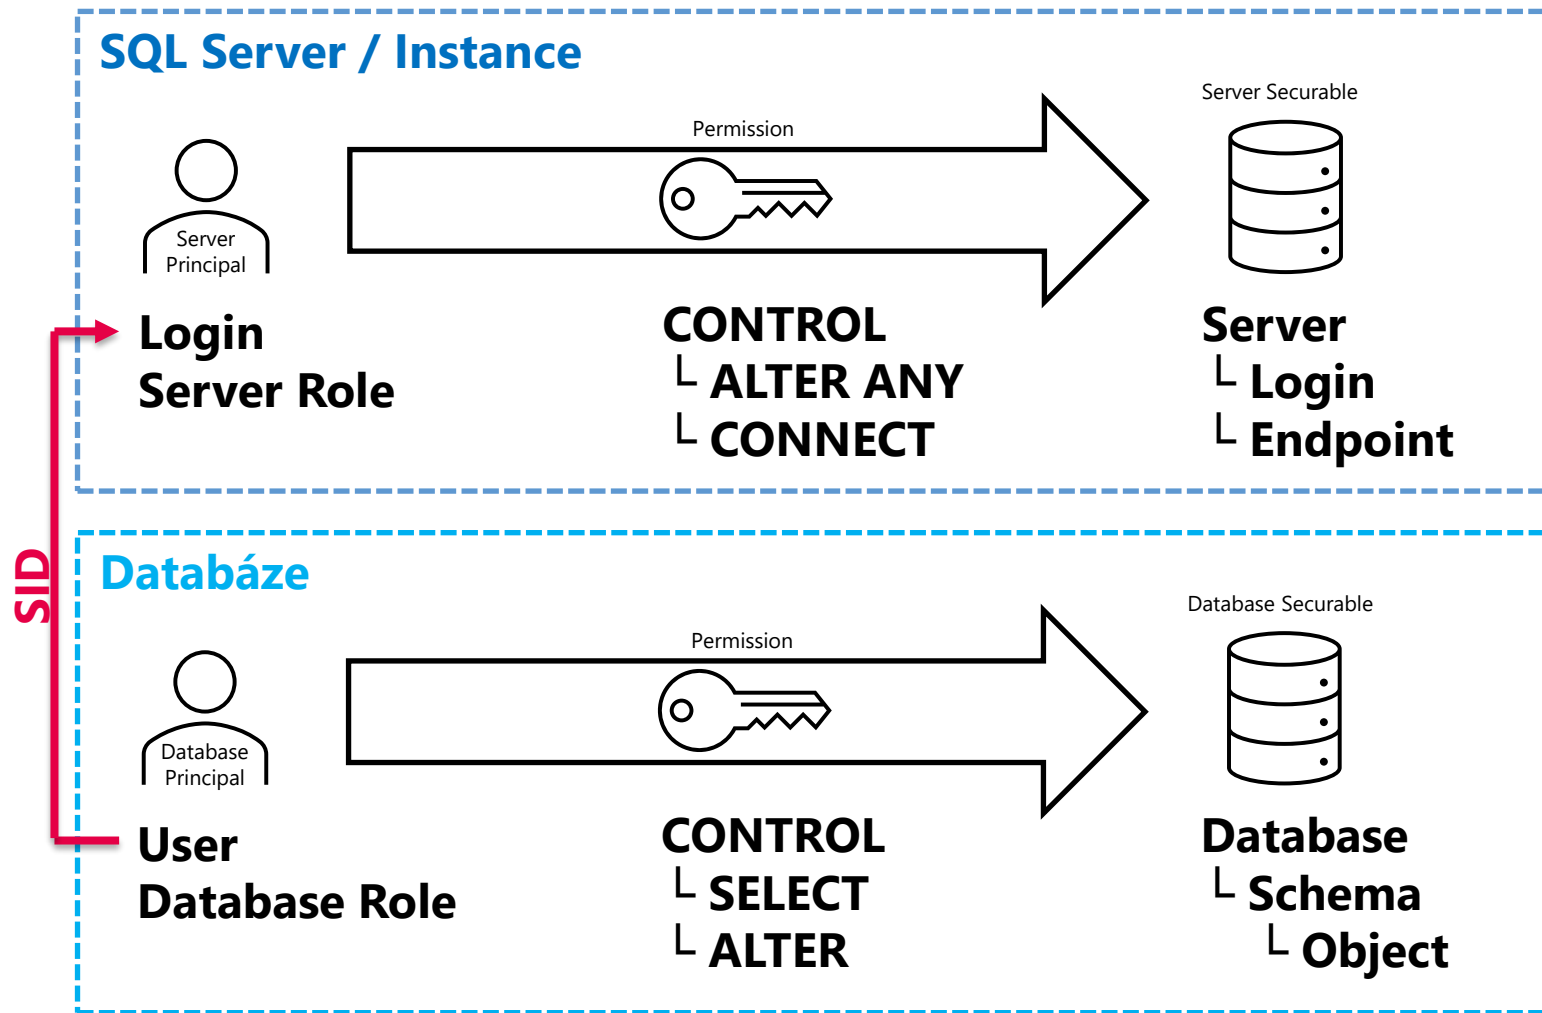 SQL Server / Instance
Server Securable
Permission
Server
Principal
Login
Server Role
CONTROL
└ ALTER ANY
└ CONNECT
Server
└ Login
└ Endpoint
SID
Databáze
Database Securable
Permission
Database
Principal
User
Database Role
CONTROL
└ SELECT
└ ALTER
Database
└ Schema
└ Object